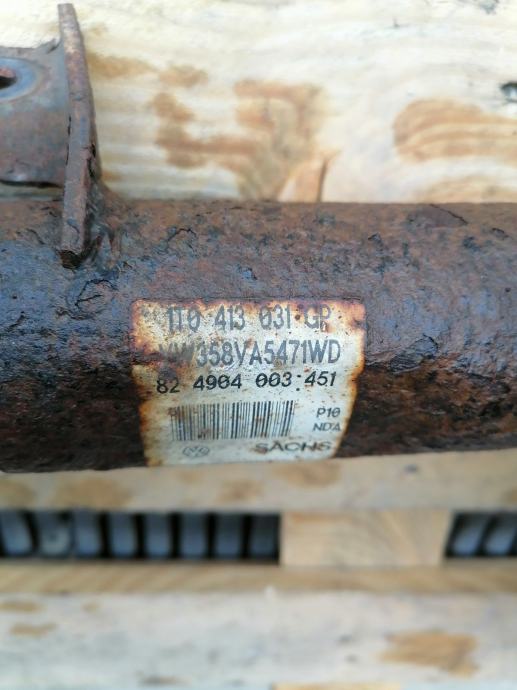 1T0 413 031 GP
VW358VA5471WD
82 4904 003 451
P10
NDA
SACHS